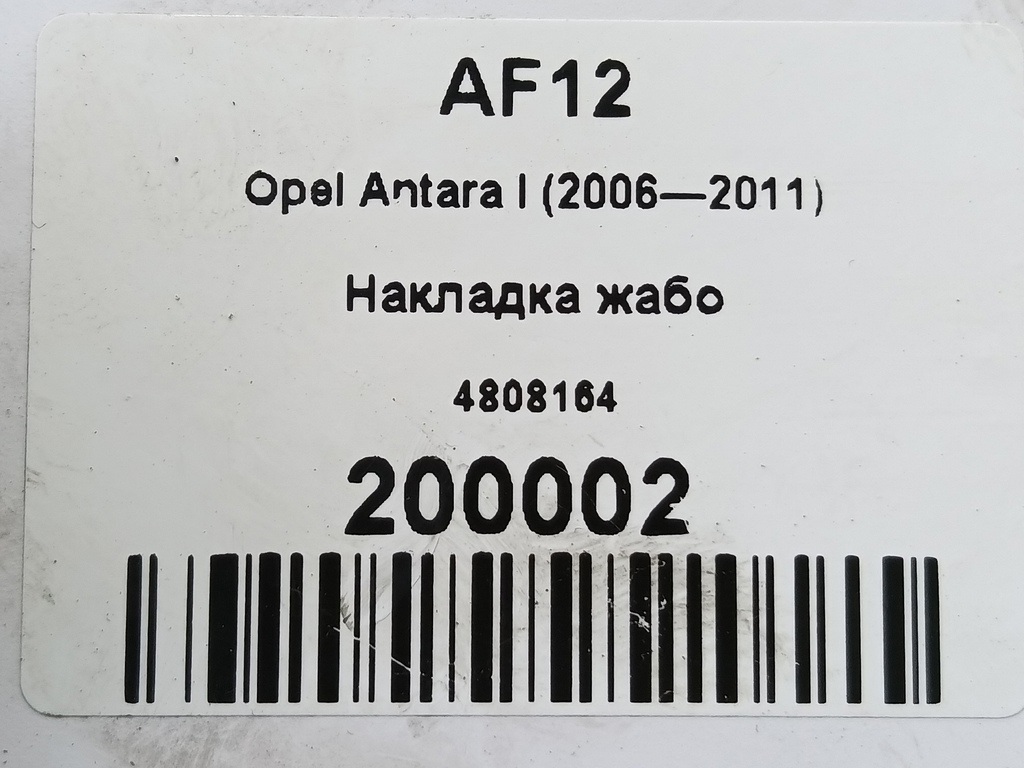 AF12
Opel Antara I (2006—2011)
Накладка жабо
4808164
200002